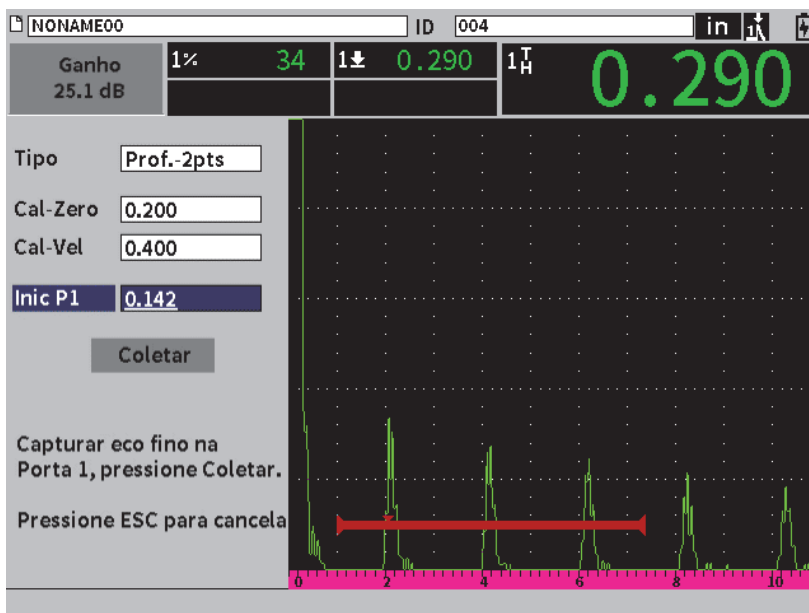 NONAME00 ID 004 in
Ganho 25.1 dB
1% 34 1 0.290 1 T H 0.290
Tipo Prof.-2pts
Cal-Zero 0.200
Cal-Vel 0.400
Inic P1 0.142
Coletar
Capturar eco fino na
Porta 1, pressione Coletar.
Pressione ESC para cancela
0 2 4 6 8 10